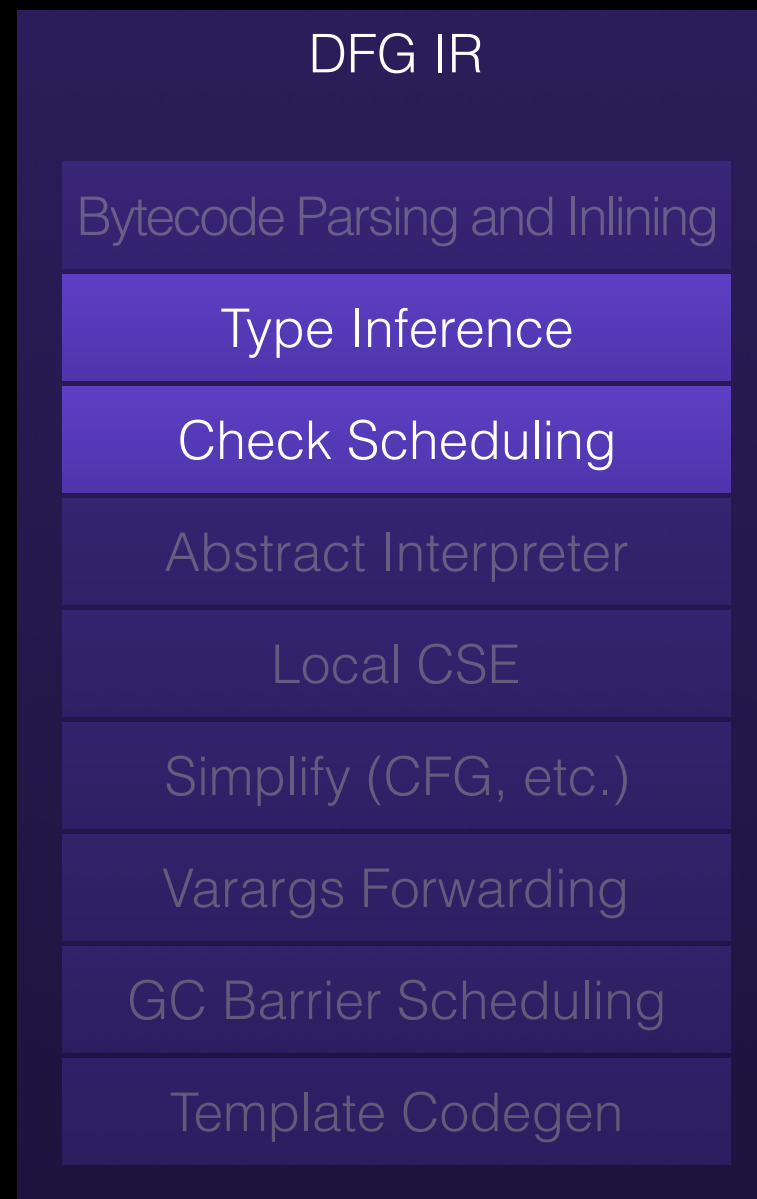 DFG IR
Bytecode Parsing and Inlining
Type Inference
Check Scheduling
Abstract Interpreter
Local CSE
Simplify (CFG, etc.)
Varargs Forwarding
GC Barrier Scheduling
Template Codegen